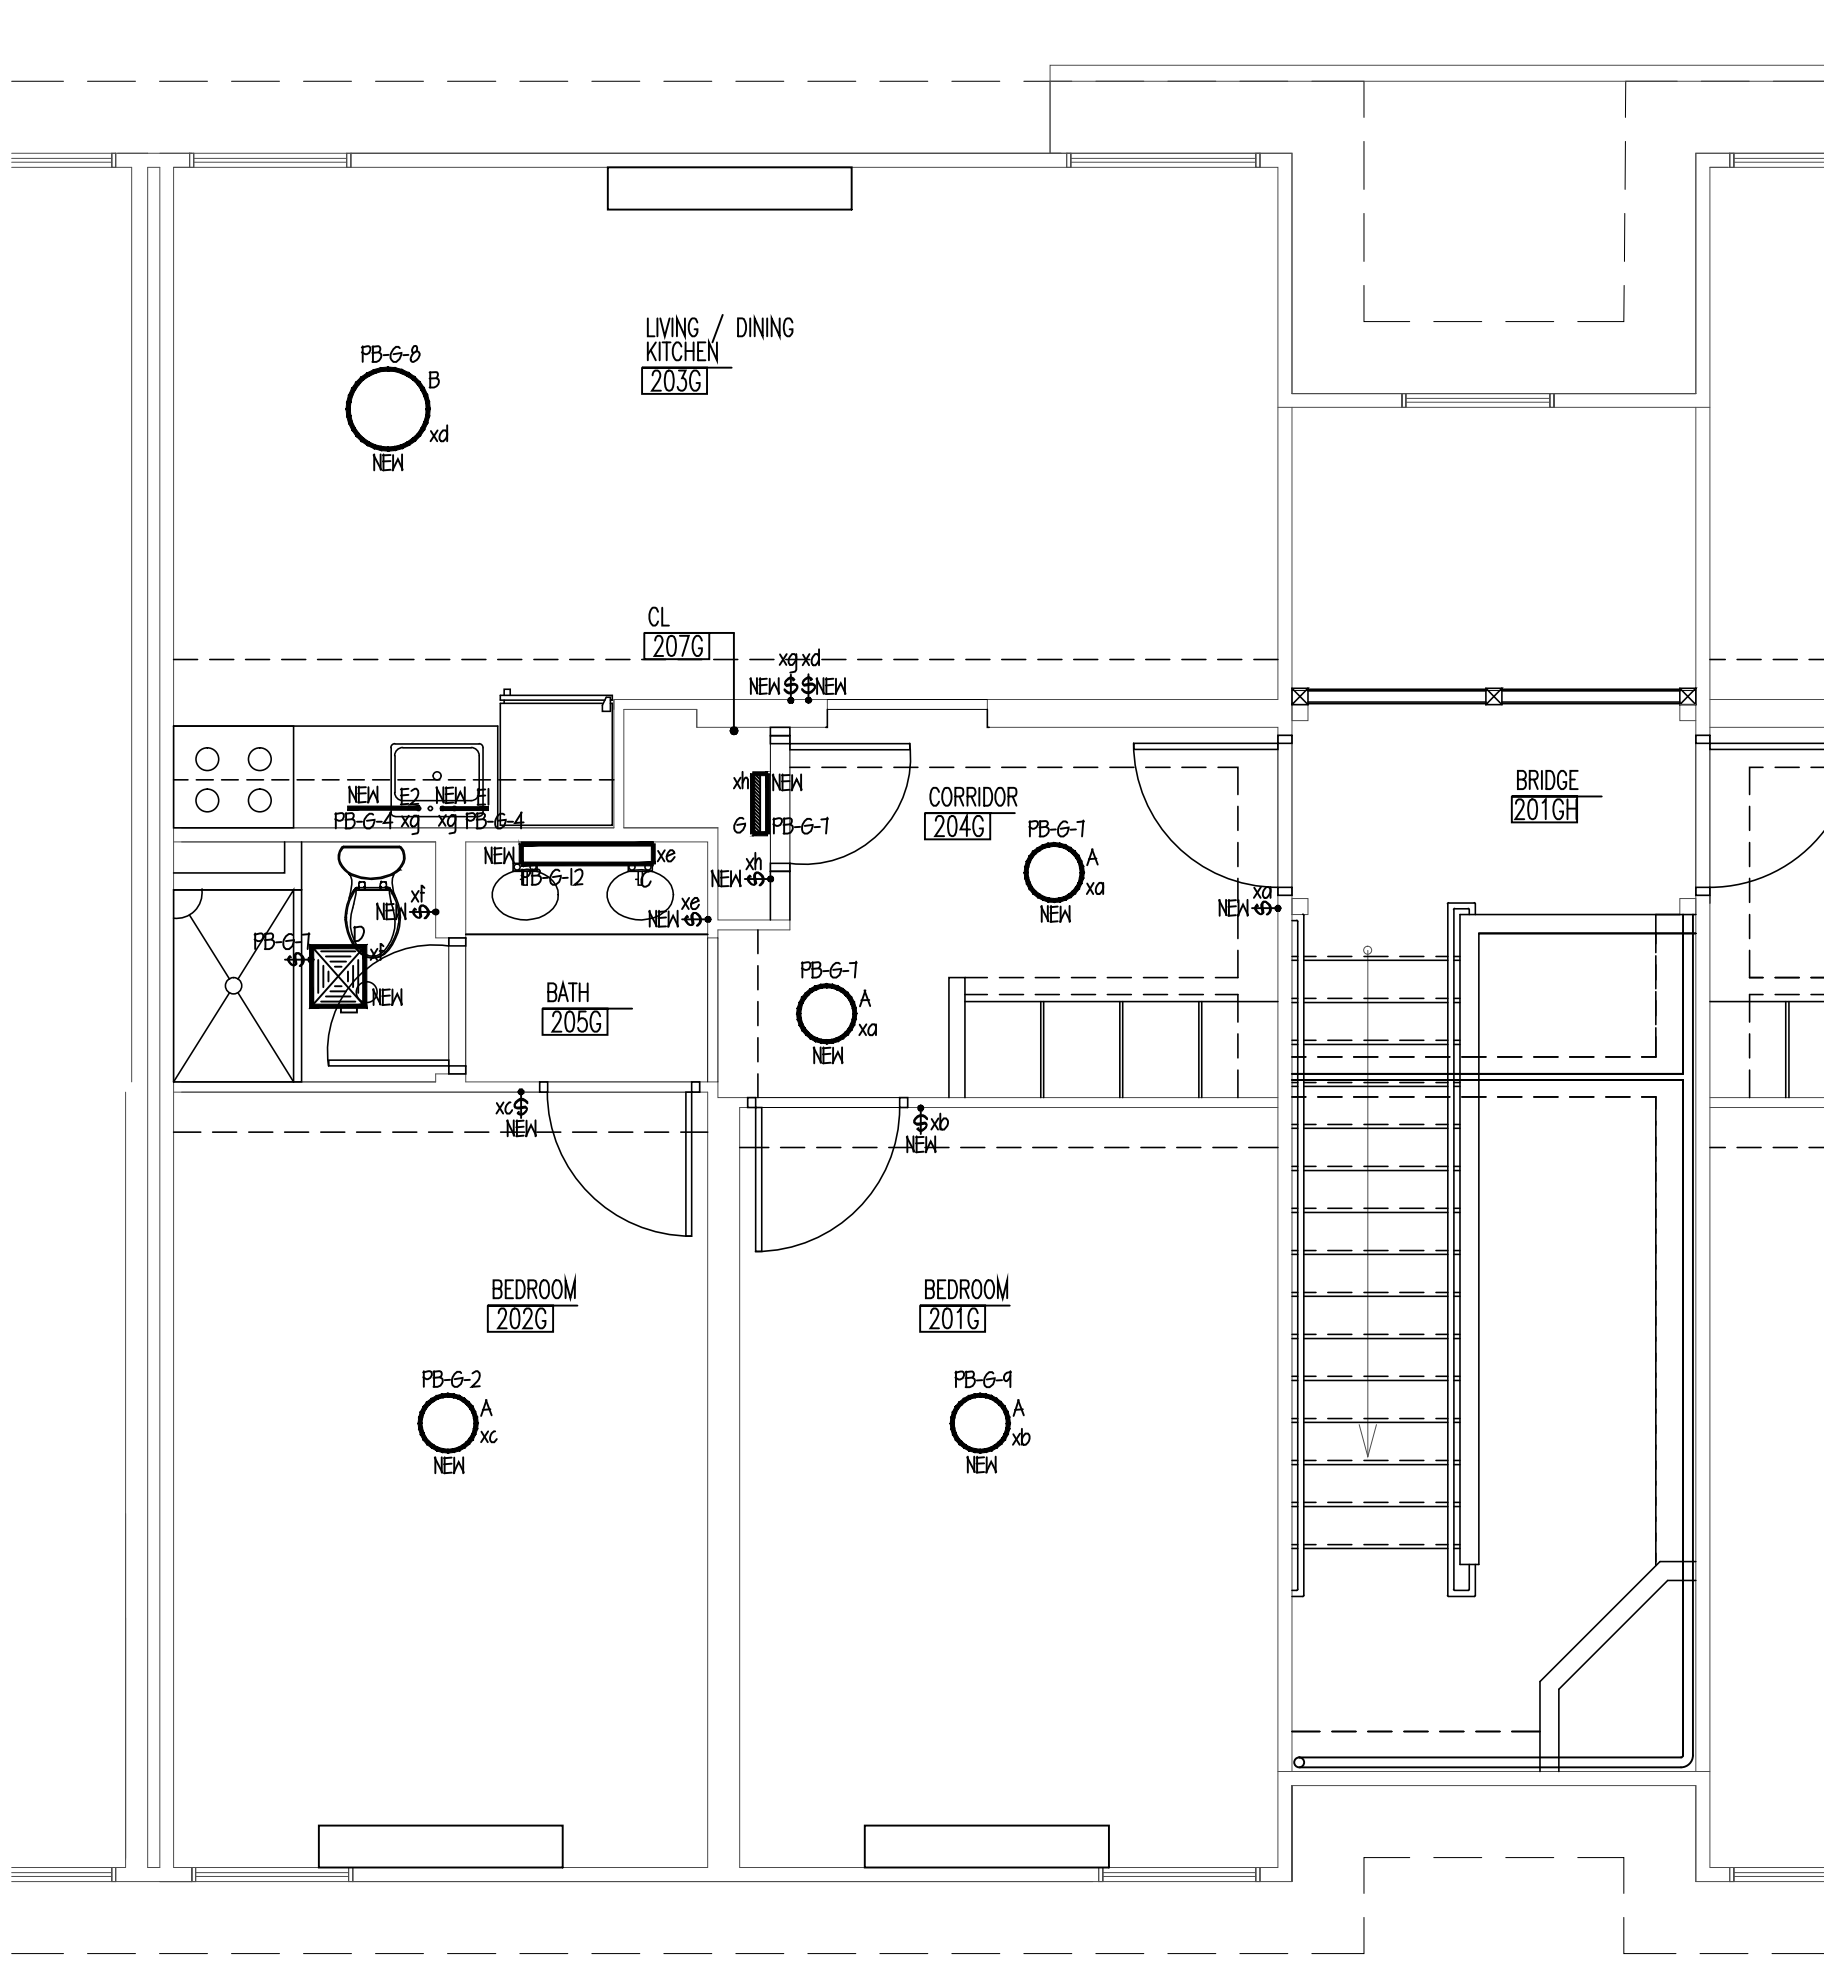 LIVING / DINING
KITCHEN
203G
PB-G-8
B
xd
NEW
CL
207G
xg xd
NEW $ $ NEW
xh NEW
G PB-G-7
NEW E2 NEW E1
PB-G-4 xg xg PB-G-4
BRIDGE
201GH
CORRIDOR
204G
PB-G-7
A
xa
NEW
NEW xe
PB-G-12 C
xh
NEW $
xf
NEW $
xe
NEW $
xa
NEW $
PB-G-7 D
$ xf
NEW
BATH
205G
PB-G-7
A
xa
NEW
xc $
NEW
$ xb
NEW
BEDROOM
202G
BEDROOM
201G
PB-G-2
A
xc
NEW
PB-G-9
A
xb
NEW